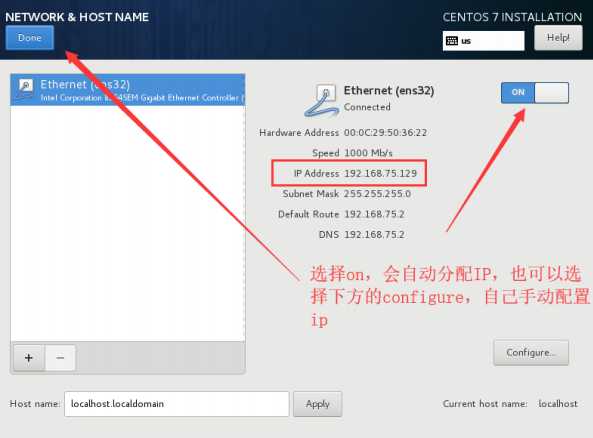 NETWORK & HOST NAME
CENTOS 7 INSTALLATION
Done
us
Help!
Ethernet (ens32)
Intel Corporation 82545EM Gigabit Ethernet Controller (
Ethernet (ens32)
Connected
ON
Hardware Address 00:0C:29:50:36:22
Speed 1000 Mb/s
IP Address 192.168.75.129
Subnet Mask 255.255.255.0
Default Route 192.168.75.2
DNS 192.168.75.2
选择on，会自动分配IP，也可以选
择下方的configure，自己手动配置
ip
+ −
Configure...
Host name: localhost.localdomain Apply Current host name: localhost